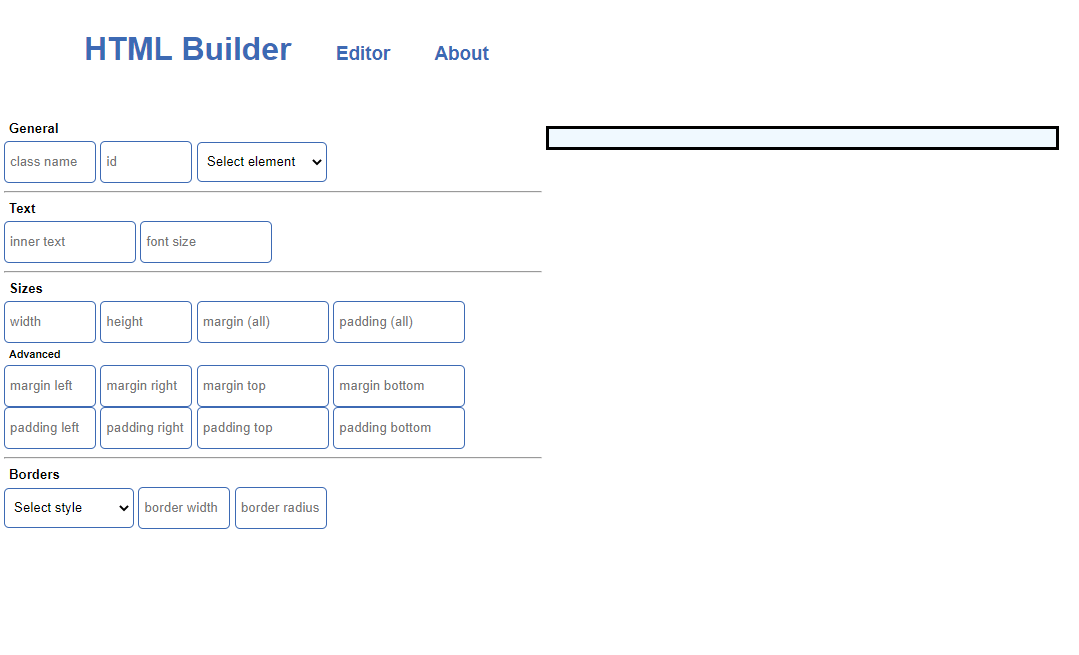 HTML Builder Editor About
General
class name id Select element
Text
inner text font size
Sizes
width height margin (all) padding (all)
Advanced
margin left margin right margin top margin bottom
padding left padding right padding top padding bottom
Borders
Select style border width border radius